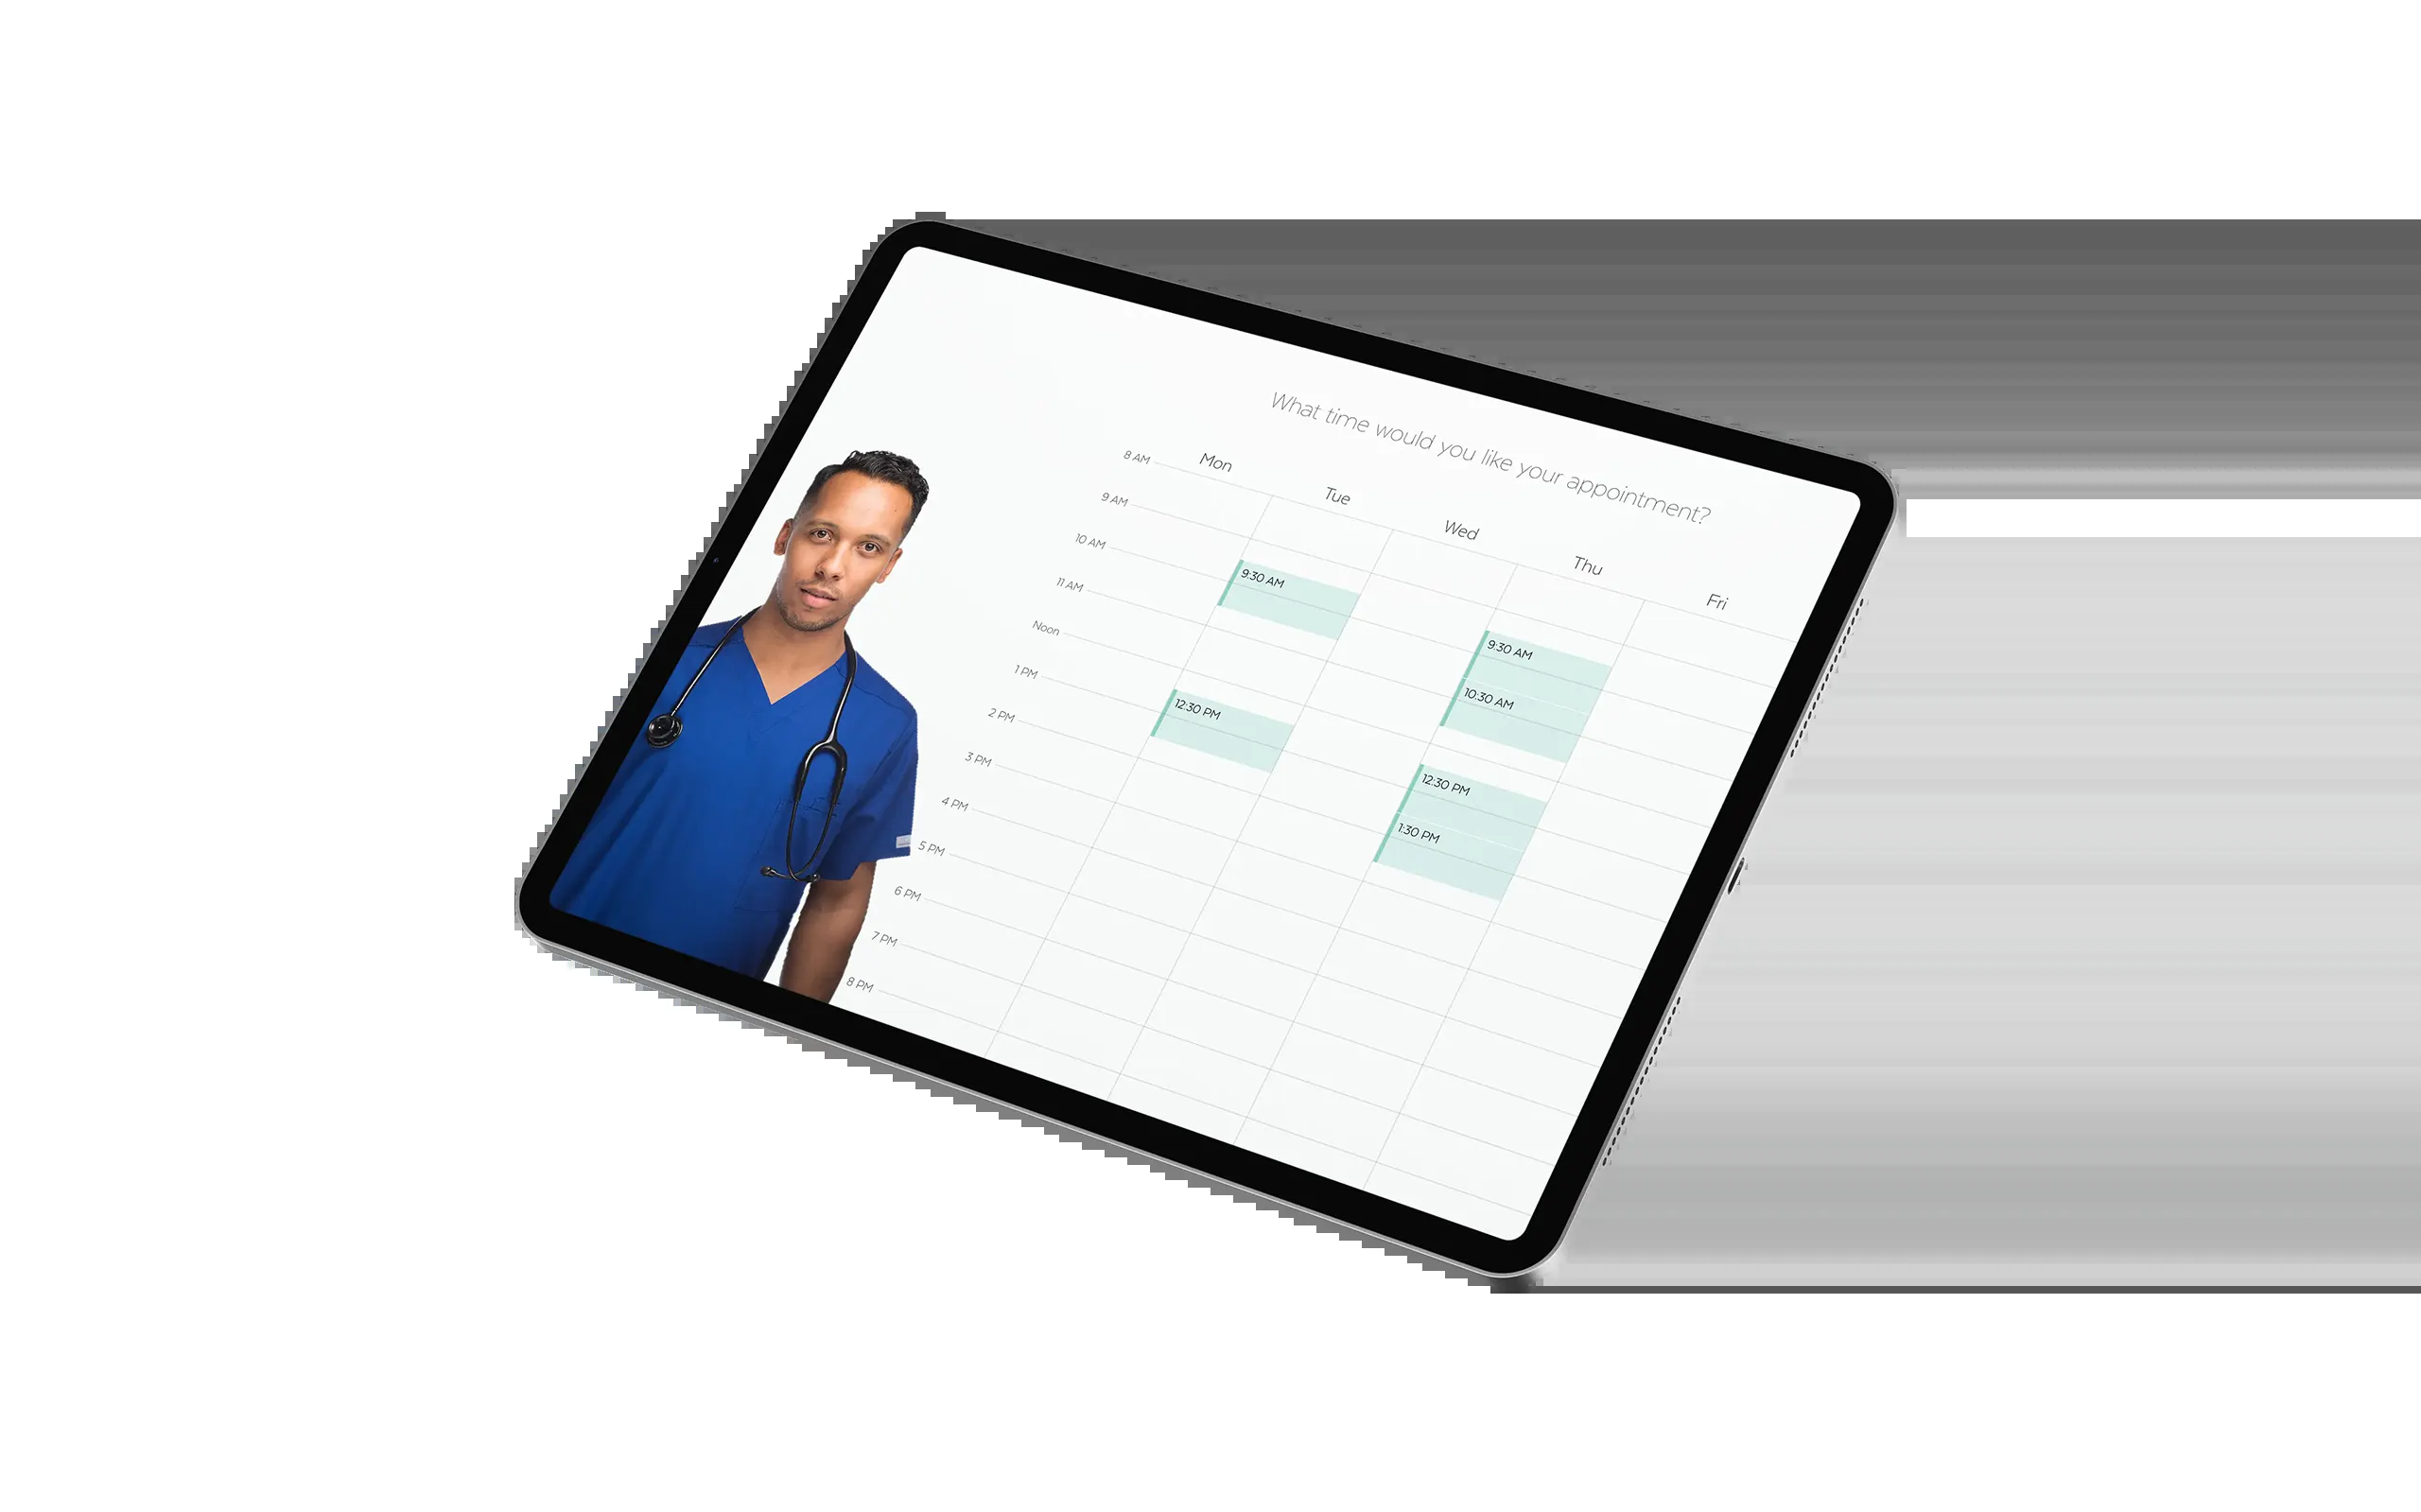 What time would you like your appointment?
Mon
Tue
Wed
Thu
Fri
8 AM
9 AM
10 AM
11 AM
Noon
1 PM
2 PM
3 PM
4 PM
5 PM
6 PM
7 PM
8 PM
9:30 AM
12:30 PM
9:30 AM
10:30 AM
12:30 PM
1:30 PM